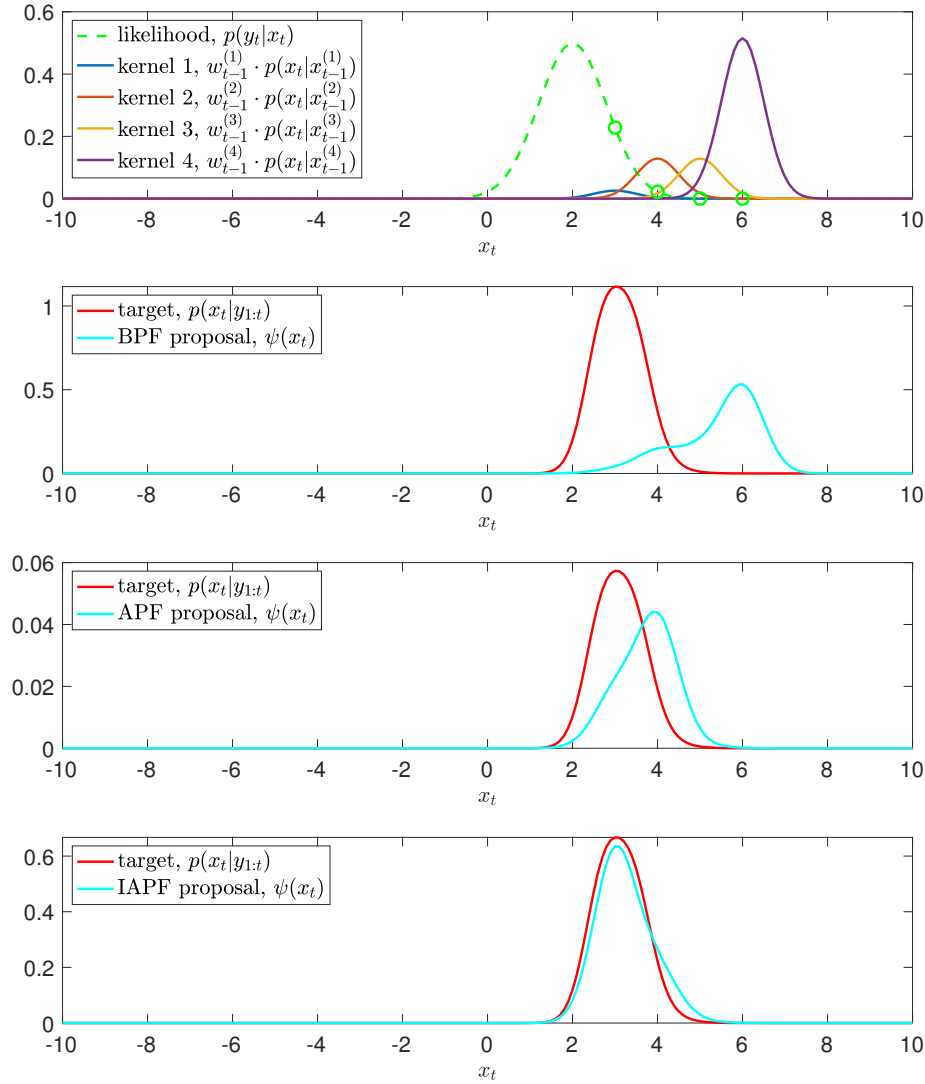 0.6
0.4
0.2
0
likelihood, $p(y_t|x_t)$
kernel 1, $w_{t-1}^{(1)} \cdot p(x_t|x_{t-1}^{(1)})$
kernel 2, $w_{t-1}^{(2)} \cdot p(x_t|x_{t-1}^{(2)})$
kernel 3, $w_{t-1}^{(3)} \cdot p(x_t|x_{t-1}^{(3)})$
kernel 4, $w_{t-1}^{(4)} \cdot p(x_t|x_{t-1}^{(4)})$
-10 -8 -6 -4 -2 0 2 4 6 8 10
$x_t$
1
0.5
0
target, $p(x_t|y_{1:t})$
BPF proposal, $\psi(x_t)$
-10 -8 -6 -4 -2 0 2 4 6 8 10
$x_t$
0.06
0.04
0.02
0
target, $p(x_t|y_{1:t})$
APF proposal, $\psi(x_t)$
-10 -8 -6 -4 -2 0 2 4 6 8 10
$x_t$
0.6
0.4
0.2
0
target, $p(x_t|y_{1:t})$
IAPF proposal, $\psi(x_t)$
-10 -8 -6 -4 -2 0 2 4 6 8 10
$x_t$